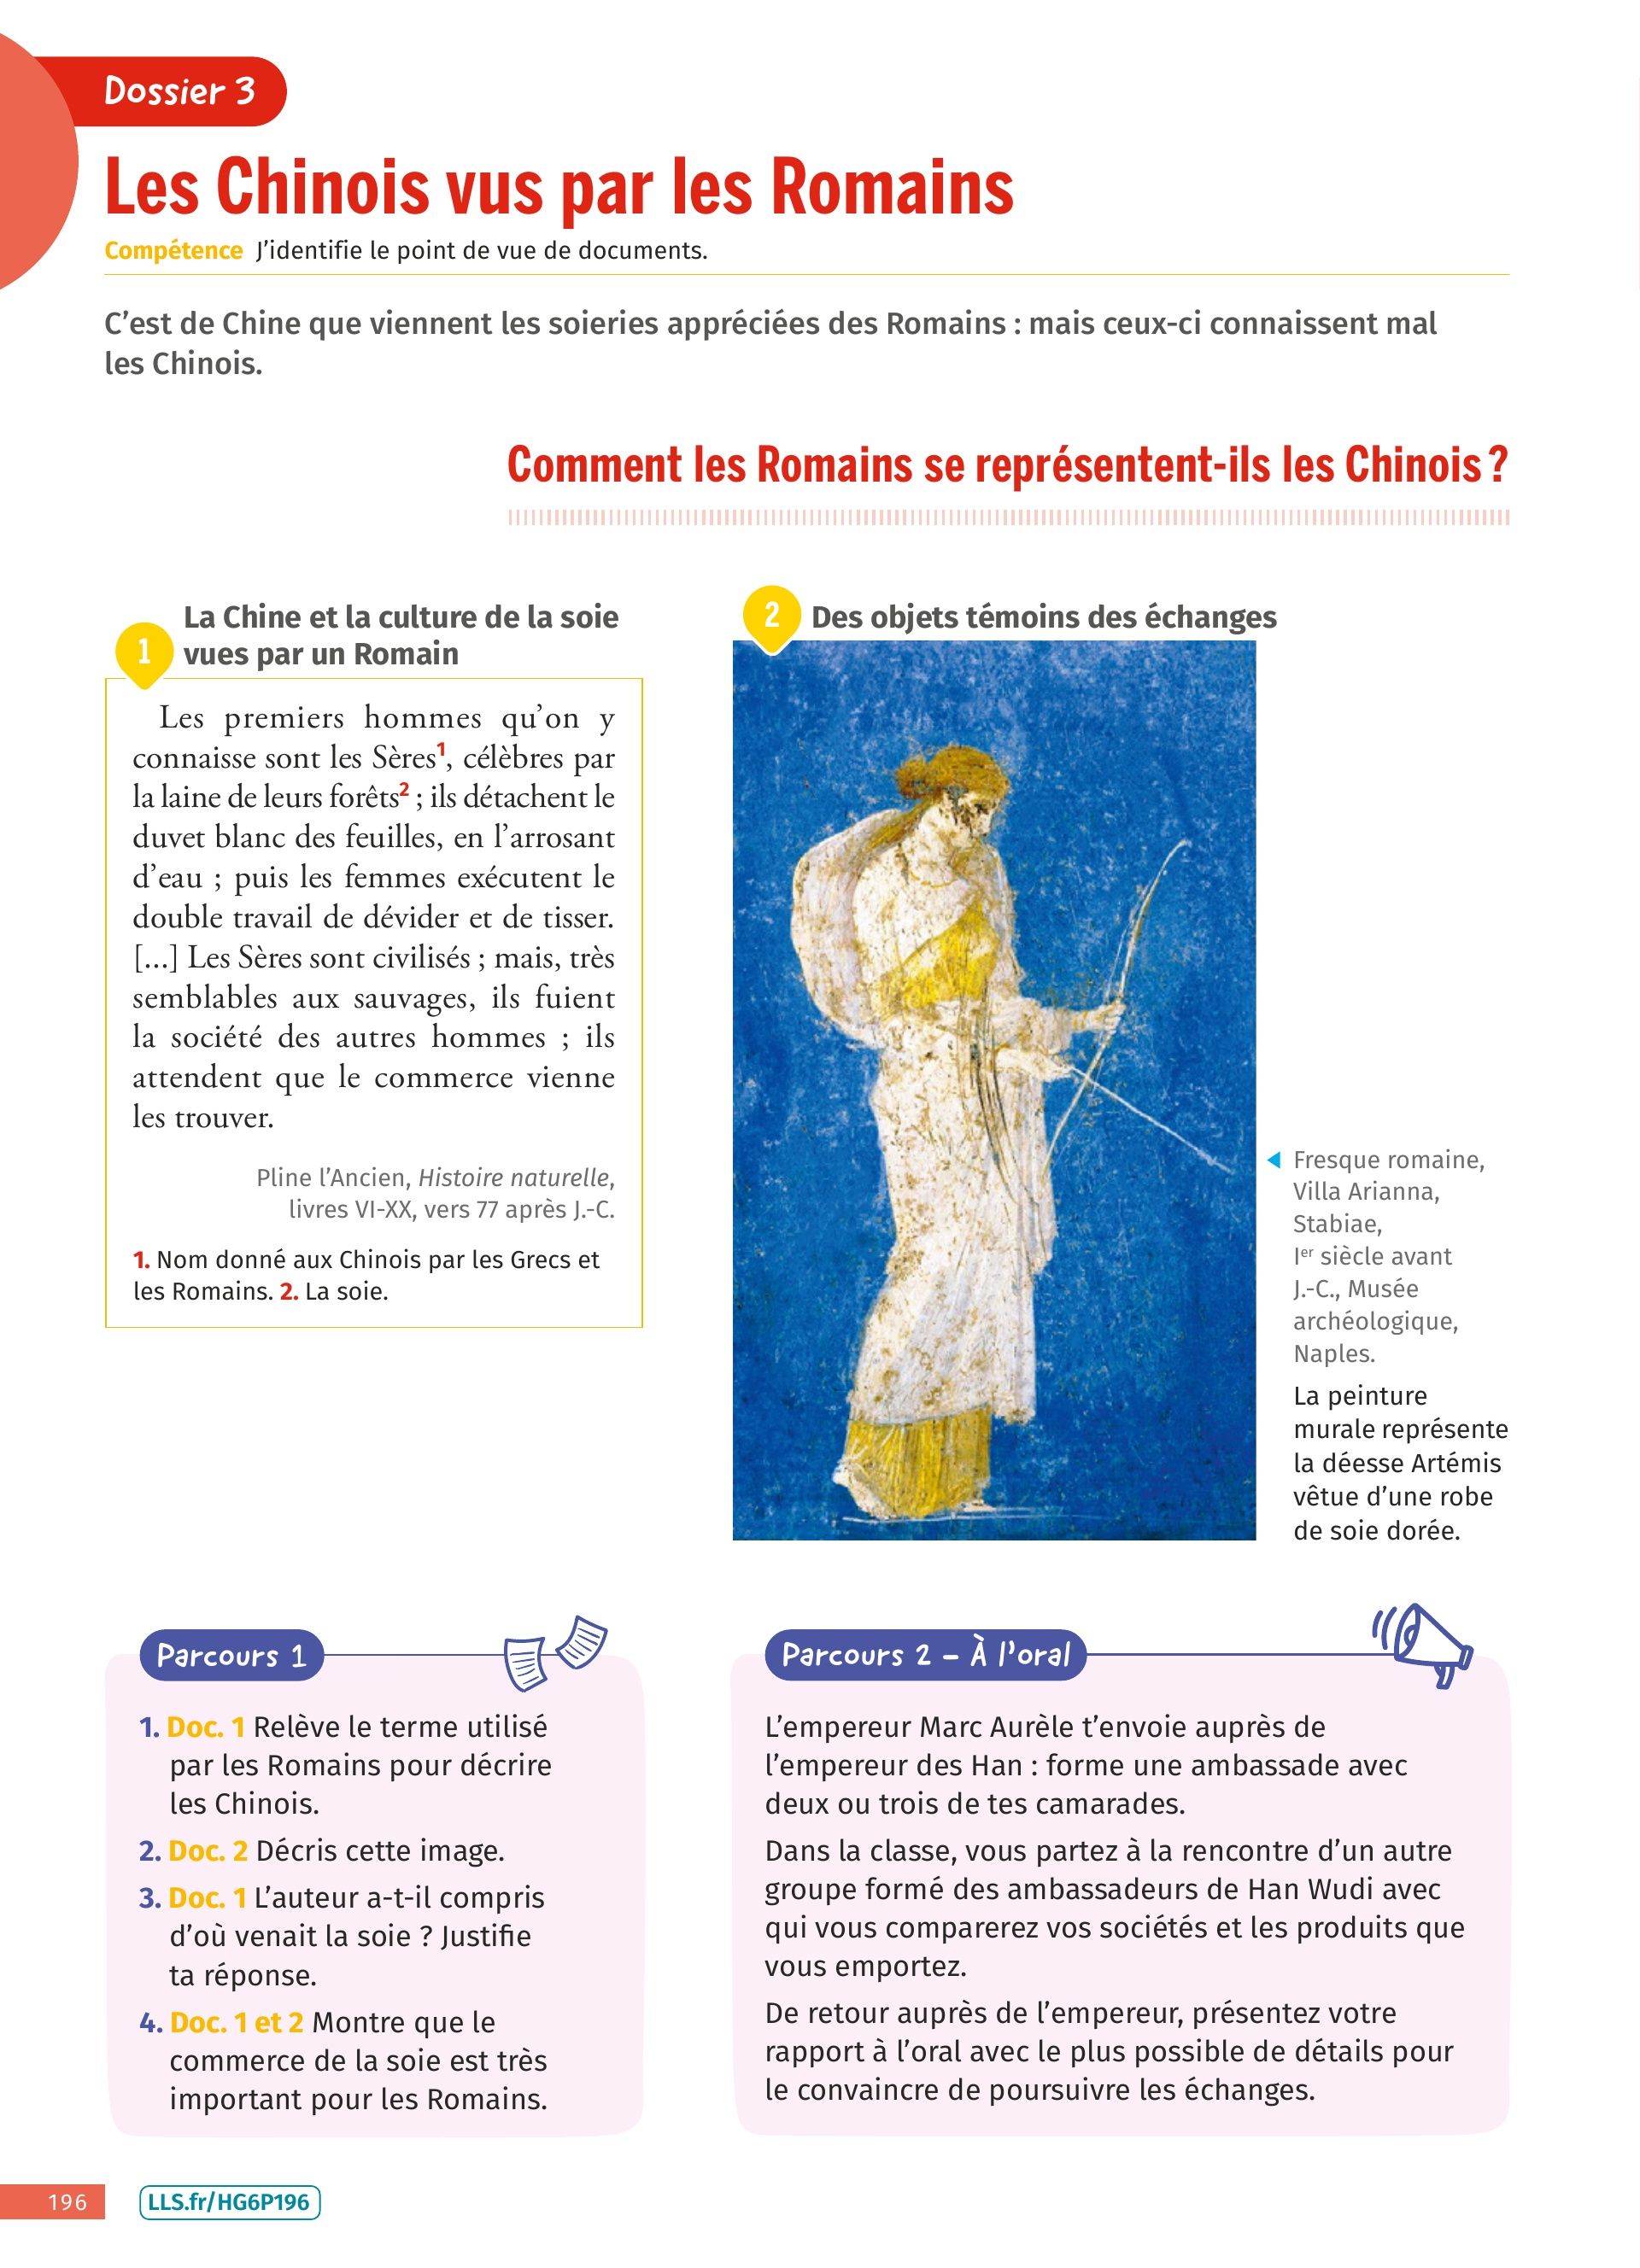 Dossier 3
Les Chinois vus par les Romains
Compétence J’identifie le point de vue de documents.
C’est de Chine que viennent les soieries appréciées des Romains : mais ceux-ci connaissent mal
les Chinois.
Comment les Romains se représentent-ils les Chinois ?
1
La Chine et la culture de la soie
vues par un Romain
Les premiers hommes qu’on y
connaisse sont les Sères1, célèbres par
la laine de leurs forêts2 ; ils détachent le
duvet blanc des feuilles, en l’arrosant
d’eau ; puis les femmes exécutent le
double travail de dévider et de tisser.
[...] Les Sères sont civilisés ; mais, très
semblables aux sauvages, ils fuient
la société des autres hommes ; ils
attendent que le commerce vienne
les trouver.
Pline l’Ancien, Histoire naturelle,
livres VI-XX, vers 77 après J.-C.
1. Nom donné aux Chinois par les Grecs et
les Romains. 2. La soie.
2 Des objets témoins des échanges
Fresque romaine,
Villa Arianna,
Stabiae,
Ier siècle avant
J.-C., Musée
archéologique,
Naples.
La peinture
murale représente
la déesse Artémis
vêtue d’une robe
de soie dorée.
Parcours 1
1. Doc. 1 Relève le terme utilisé
par les Romains pour décrire
les Chinois.
2. Doc. 2 Décris cette image.
3. Doc. 1 L’auteur a-t-il compris
d’où venait la soie ? Justifie
ta réponse.
4. Doc. 1 et 2 Montre que le
commerce de la soie est très
important pour les Romains.
Parcours 2 – À l’oral
L’empereur Marc Aurèle t’envoie auprès de
l’empereur des Han : forme une ambassade avec
deux ou trois de tes camarades.
Dans la classe, vous partez à la rencontre d’un autre
groupe formé des ambassadeurs de Han Wudi avec
qui vous comparerez vos sociétés et les produits que
vous emportez.
De retour auprès de l’empereur, présentez votre
rapport à l’oral avec le plus possible de détails pour
le convaincre de poursuivre les échanges.
196
LLS.fr/HG6P196